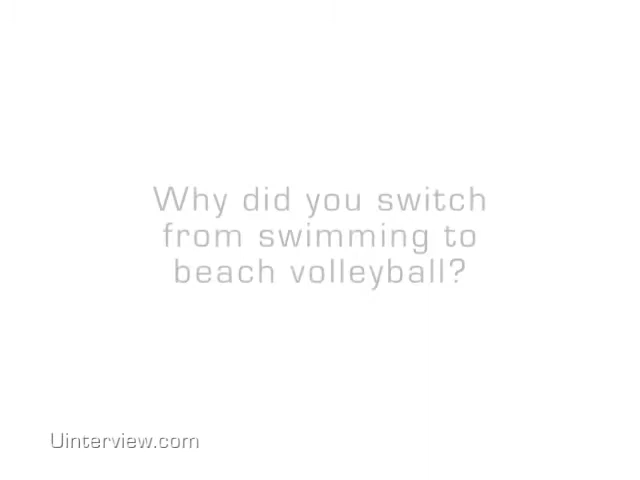 Why did you switch
from swimming to
beach volleyball?
Uinterview.com